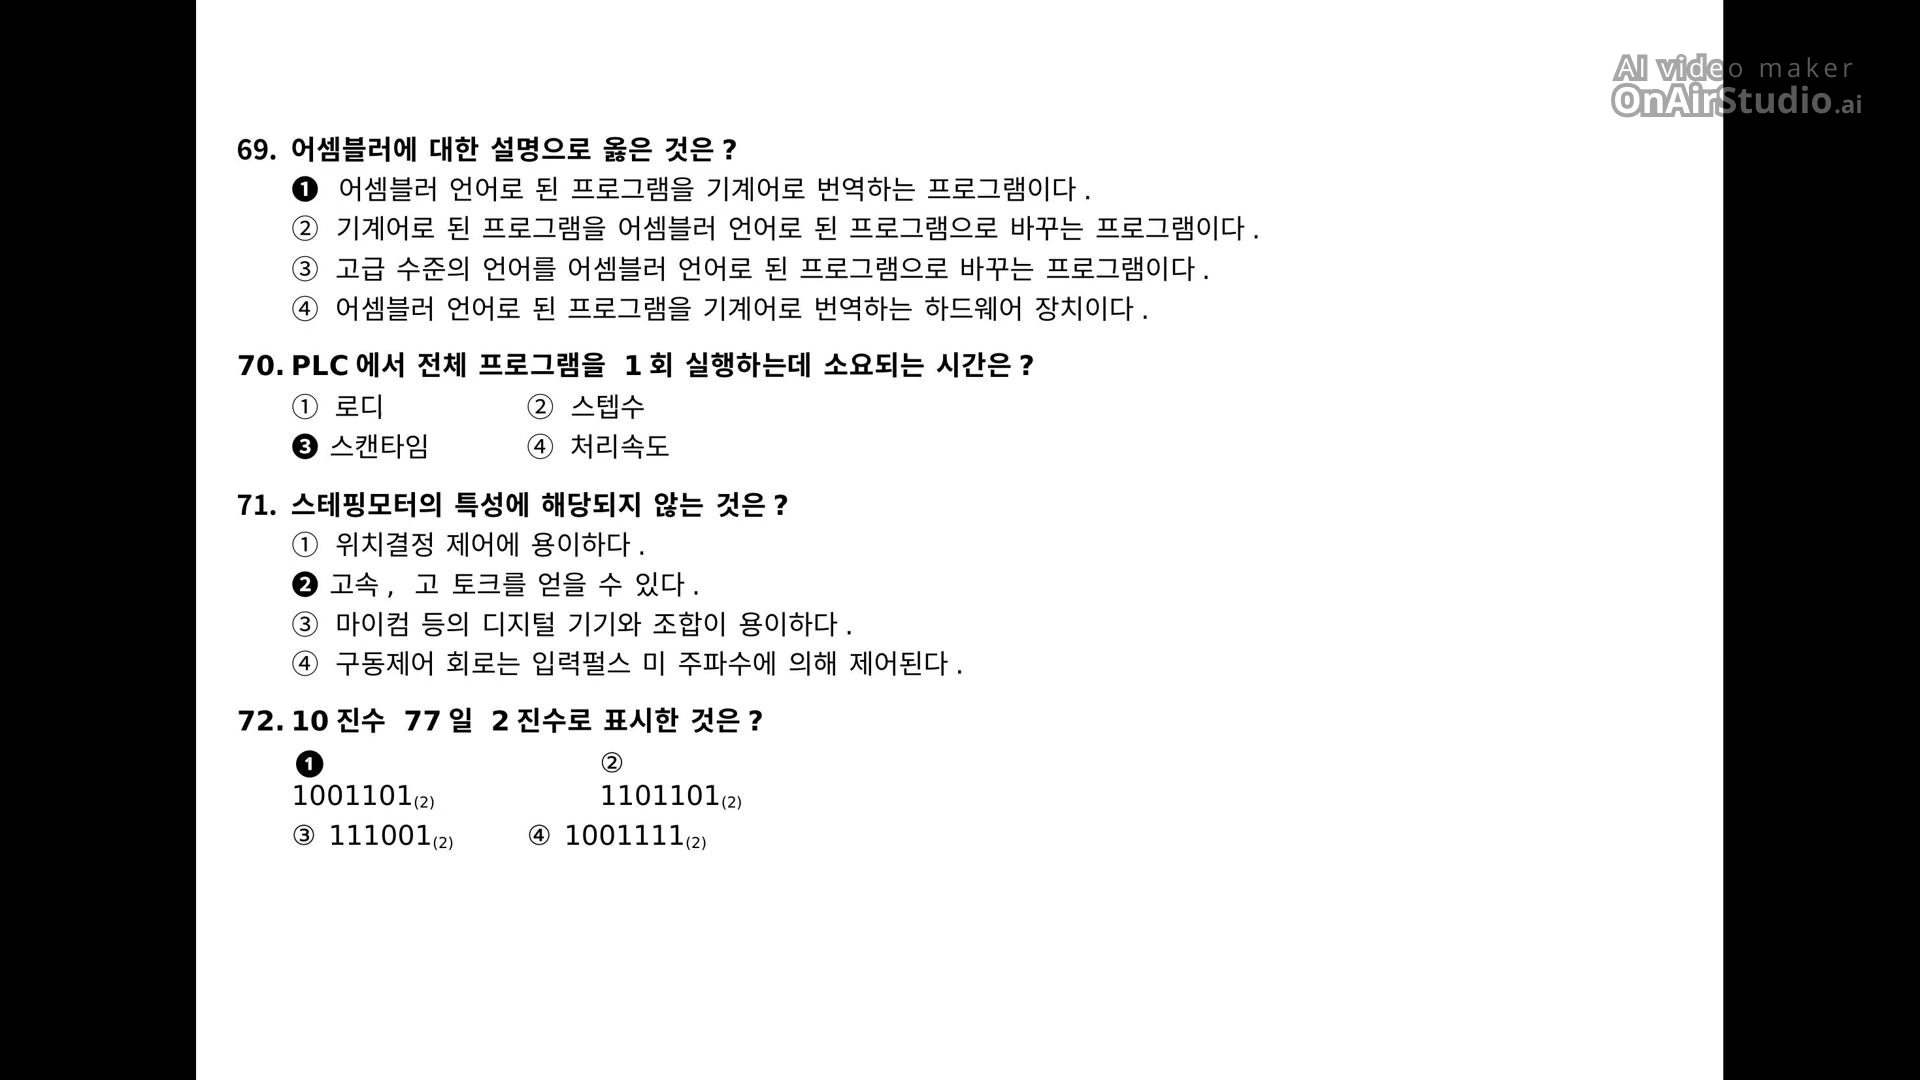 AI video maker
OnAirStudio.ai
69. 어셈블러에 대한 설명으로 옳은 것은?
❶ 어셈블러 언어로 된 프로그램을 기계어로 번역하는 프로그램이다.
② 기계어로 된 프로그램을 어셈블러 언어로 된 프로그램으로 바꾸는 프로그램이다.
③ 고급 수준의 언어를 어셈블러 언어로 된 프로그램으로 바꾸는 프로그램이다.
④ 어셈블러 언어로 된 프로그램을 기계어로 번역하는 하드웨어 장치이다.
70. PLC에서 전체 프로그램을 1회 실행하는데 소요되는 시간은?
① 로디 ② 스텝수
❸ 스캔타임 ④ 처리속도
71. 스테핑모터의 특성에 해당되지 않는 것은?
① 위치결정 제어에 용이하다.
❷ 고속, 고 토크를 얻을 수 있다.
③ 마이컴 등의 디지털 기기와 조합이 용이하다.
④ 구동제어 회로는 입력펄스 미 주파수에 의해 제어된다.
72. 10진수 77일 2진수로 표시한 것은?
❶ ②
1001101(2) 1101101(2)
③ 111001(2) ④ 1001111(2)